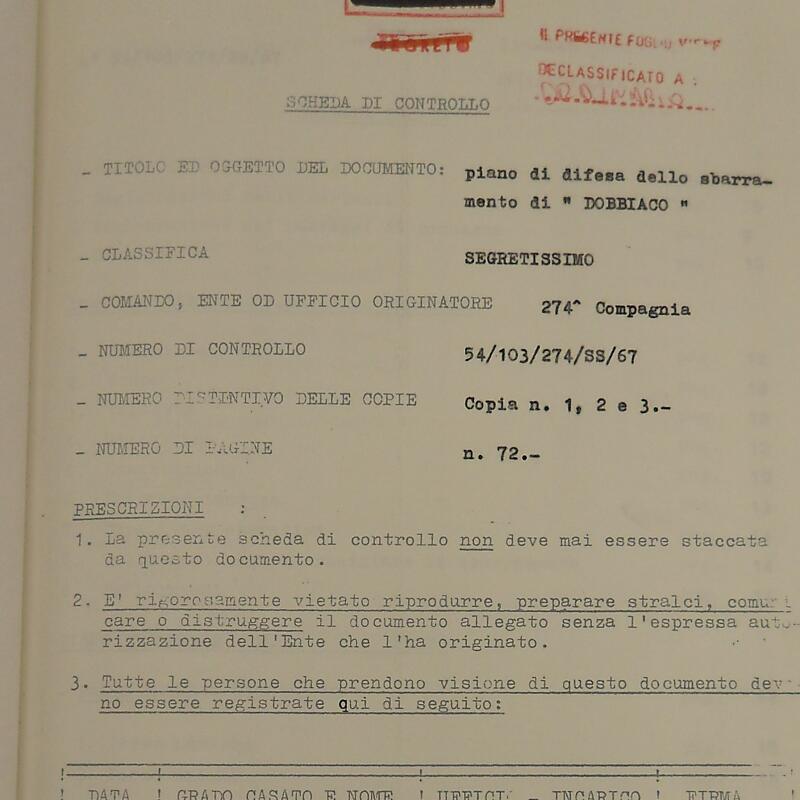 SEGRETO
IL PRESENTE
DECLASSIFICATO A :
SCHEDA DI CONTROLLO
- TITOLO ED OGGETTO DEL DOCUMENTO: piano di difesa dello sbarra-
mento di " DOBBIACO "
- CLASSIFICA SEGRETISSIMO
- COMANDO, ENTE OD UFFICIO ORIGINATORE 274^ Compagnia
- NUMERO DI CONTROLLO 54/103/274/SS/67
- NUMERO DISTINTIVO DELLE COPIE Copia n. 1, 2 e 3.-
- NUMERO DI PAGINE n. 72.-
PRESCRIZIONI :
1. La presente scheda di controllo non deve mai essere staccata
da questo documento.
2. E' rigorosamente vietato riprodurre, preparare stralci, comuni
care o distruggere il documento allegato senza l'espressa auto-
rizzazione dell'Ente che l'ha originato.
3. Tutte le persone che prendono visione di questo documento devo-
no essere registrate qui di seguito:
! DATA ! GRADO CASATO E NOME ! UFFICIO - INCARICO ! FIRMA !